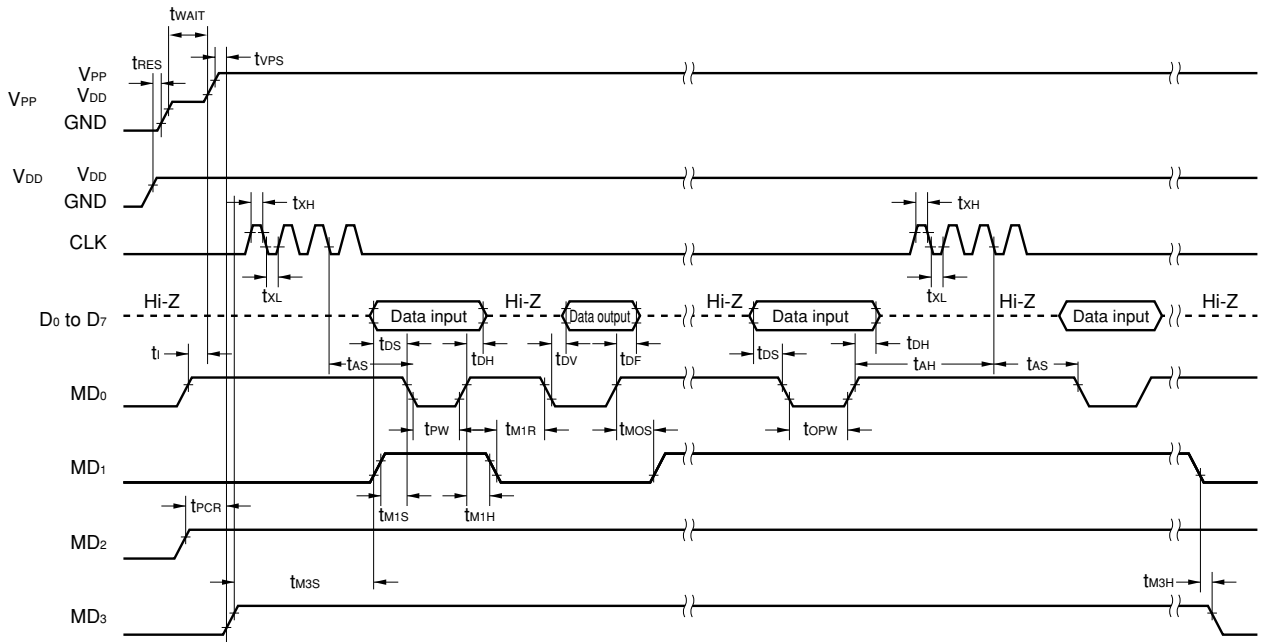 tWAIT
tRES
tVPS
VPP
VPP
VDD
GND
VDD
VDD
GND
tXH
tXH
CLK
tXL
tXL
Hi-Z
Hi-Z
Hi-Z
Hi-Z
Hi-Z
D0 to D7
Data input
Data output
Data input
Data input
tI
tAS
tDS
tDH
tDV
tDF
tDS
tAH
tDH
tAS
MD0
tPW
tM1R
tMOS
tOPW
MD1
tPCR
tM1S
tM1H
MD2
tM3S
tM3H
MD3